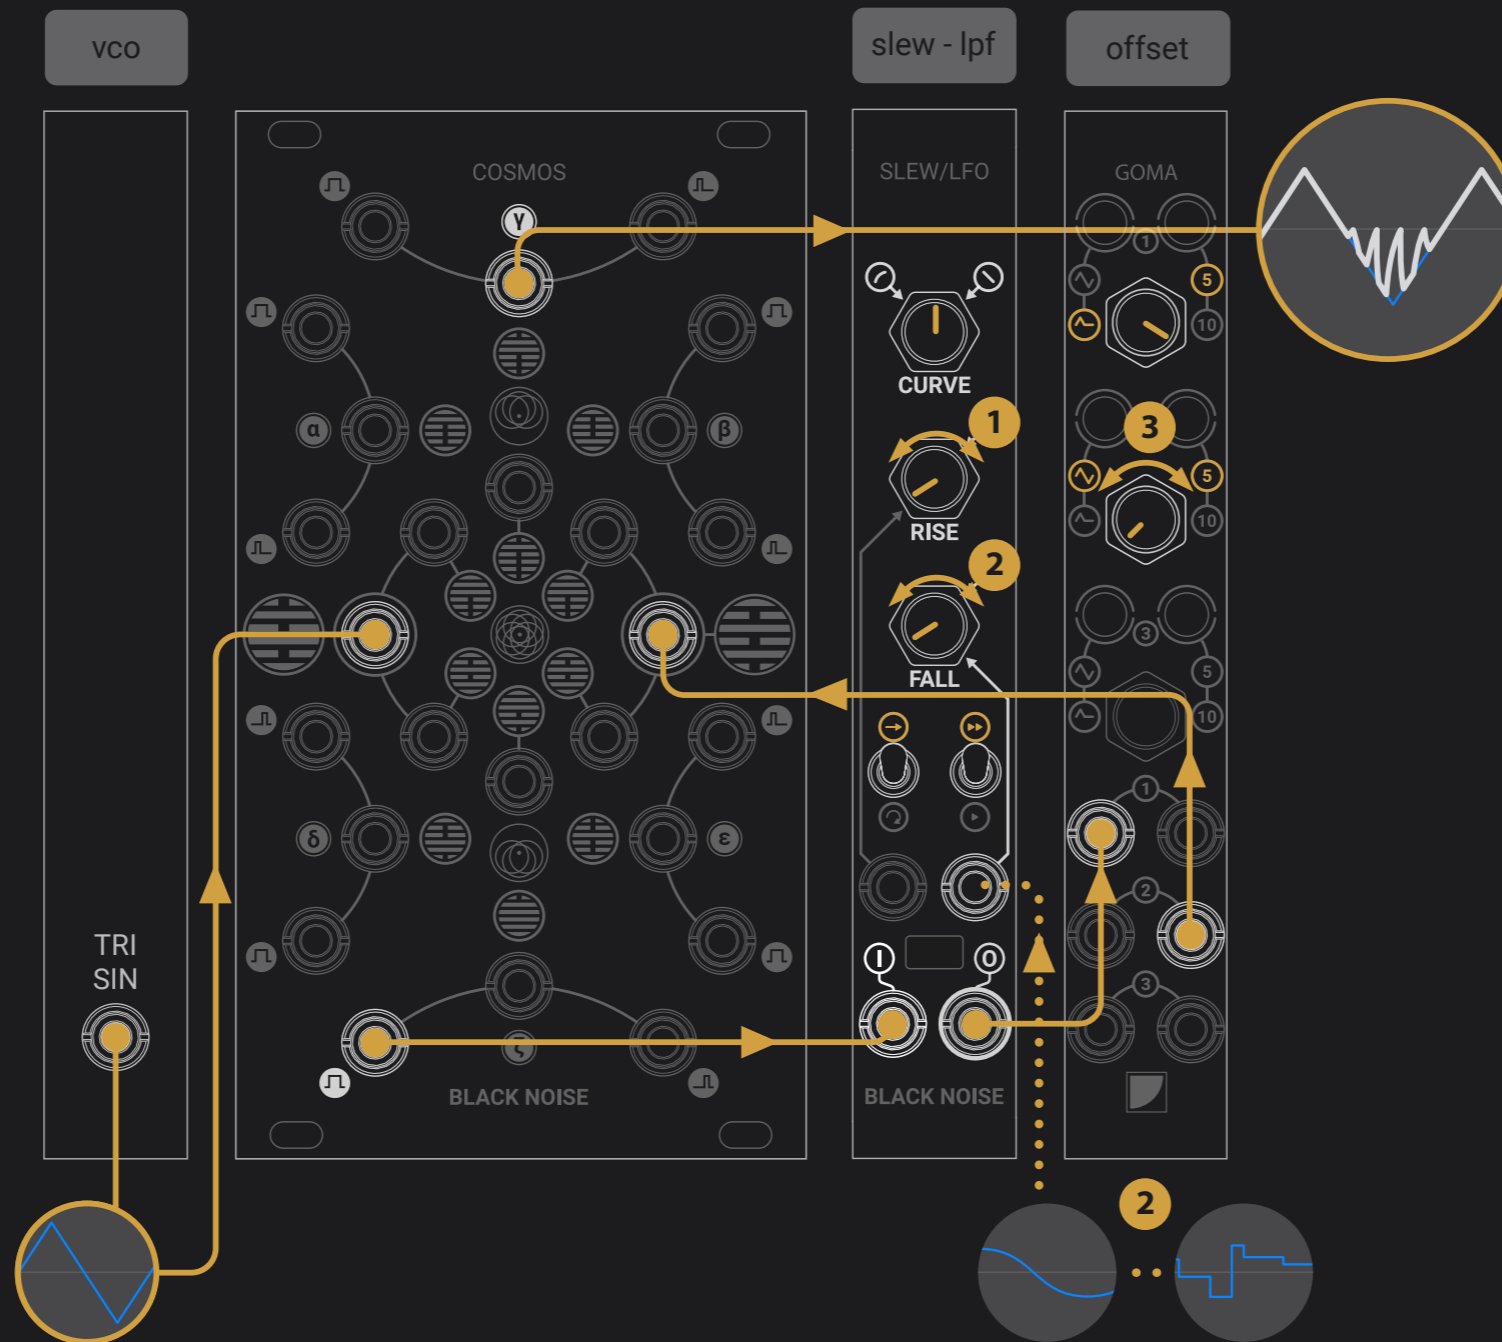 vco
slew - lpf
offset
COSMOS
SLEW/LFO
GOMA
γ
1
5
10
CURVE
α
β
1
3
5
10
RISE
2
FALL
3
5
10
1
δ
ε
2
TRI
SIN
I
O
3
ζ
BLACK NOISE
BLACK NOISE
2